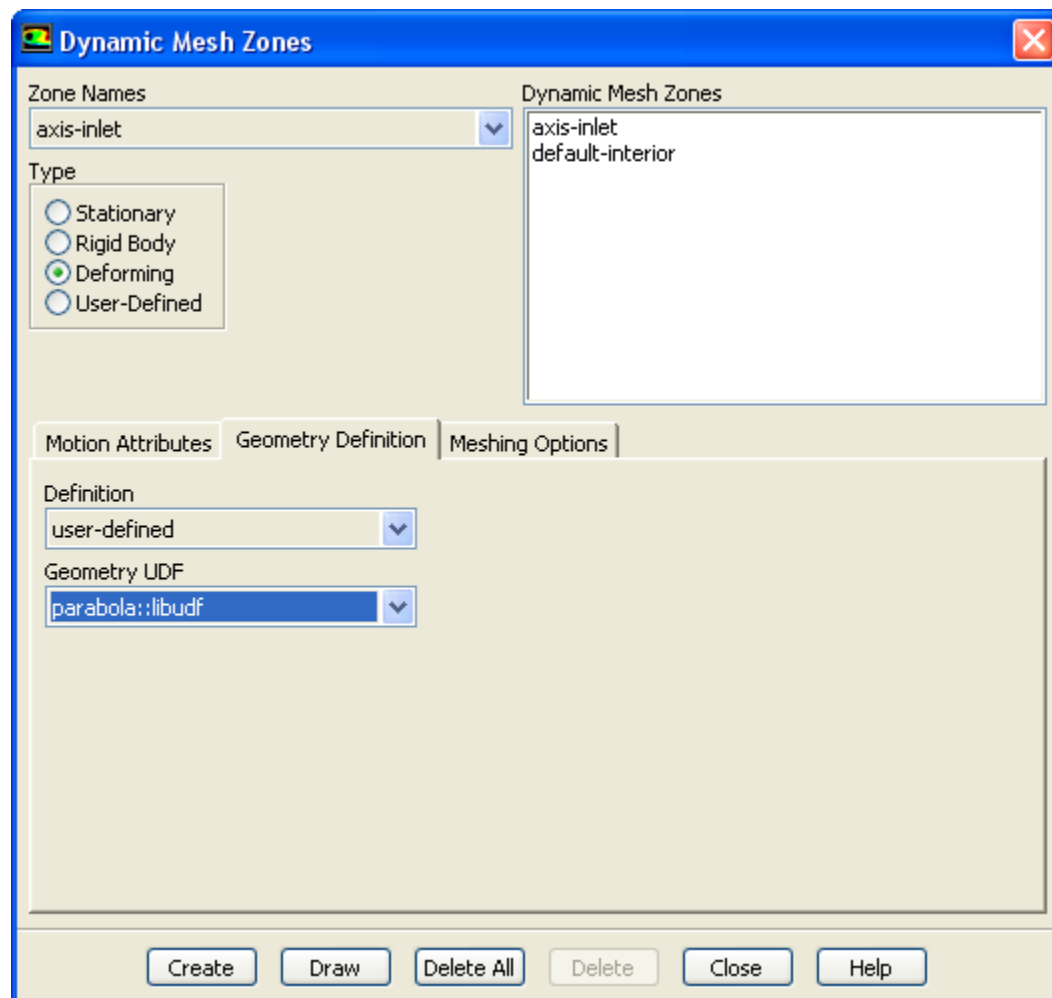 Dynamic Mesh Zones
Zone Names
axis-inlet
Type
Stationary
Rigid Body
Deforming
User-Defined
Dynamic Mesh Zones
axis-inlet
default-interior
Motion Attributes Geometry Definition Meshing Options
Definition
user-defined
Geometry UDF
parabola::libudf
Create Draw Delete All Delete Close Help